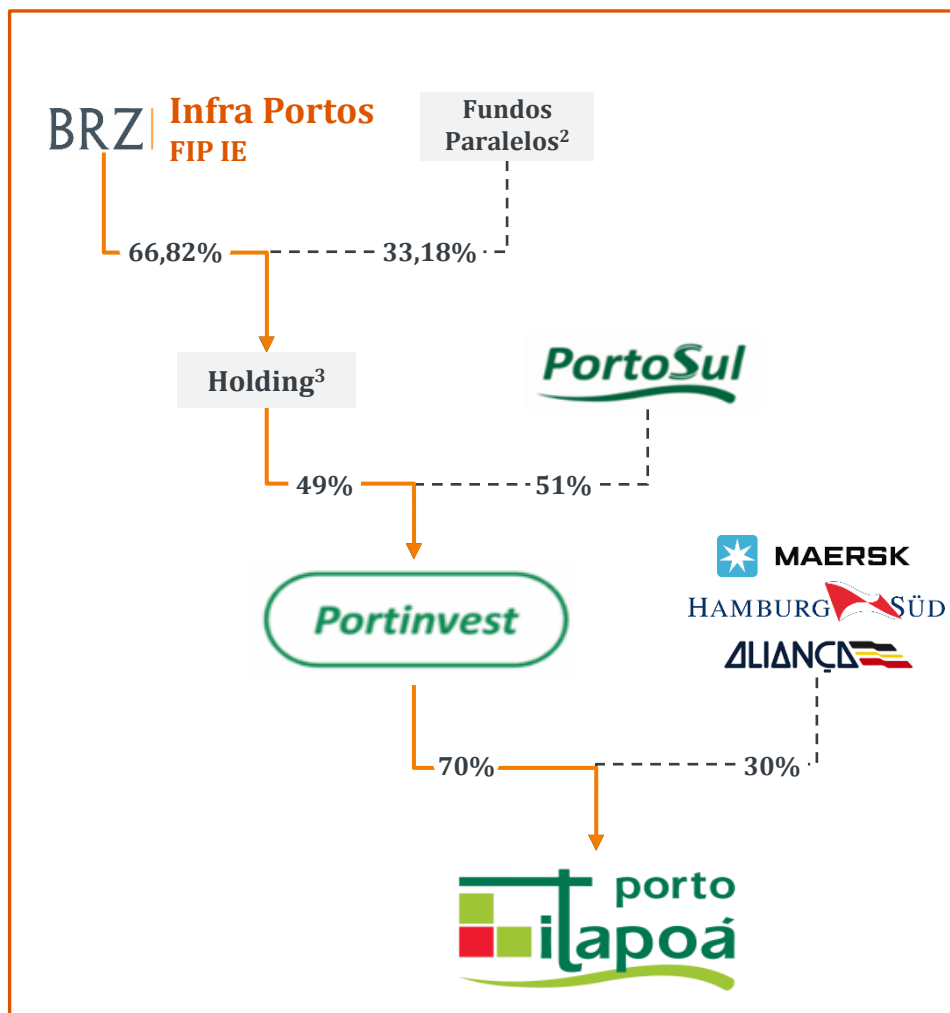 BRZ
Infra Portos
FIP IE
Fundos
Paralelos²
66,82%
33,18%
Holding³
PortoSul
49%
51%
Portinvest
MAERSK
HAMBURG SÜD
ALIANÇA
70%
30%
porto
itapoá